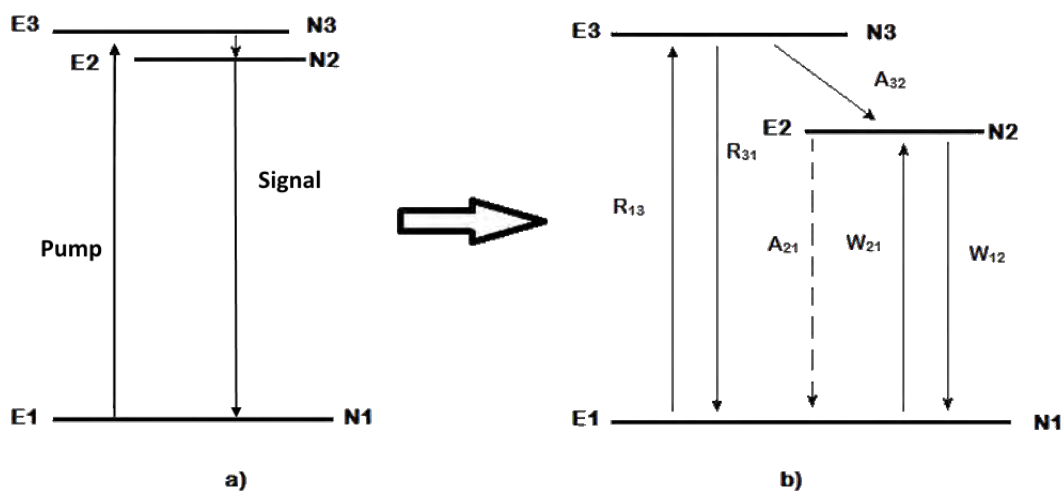 E3 N3
E2 N2
Signal
Pump
E1 N1
a)
E3 N3
A32
E2 N2
R31
R13
A21 W21 W12
E1 N1
b)